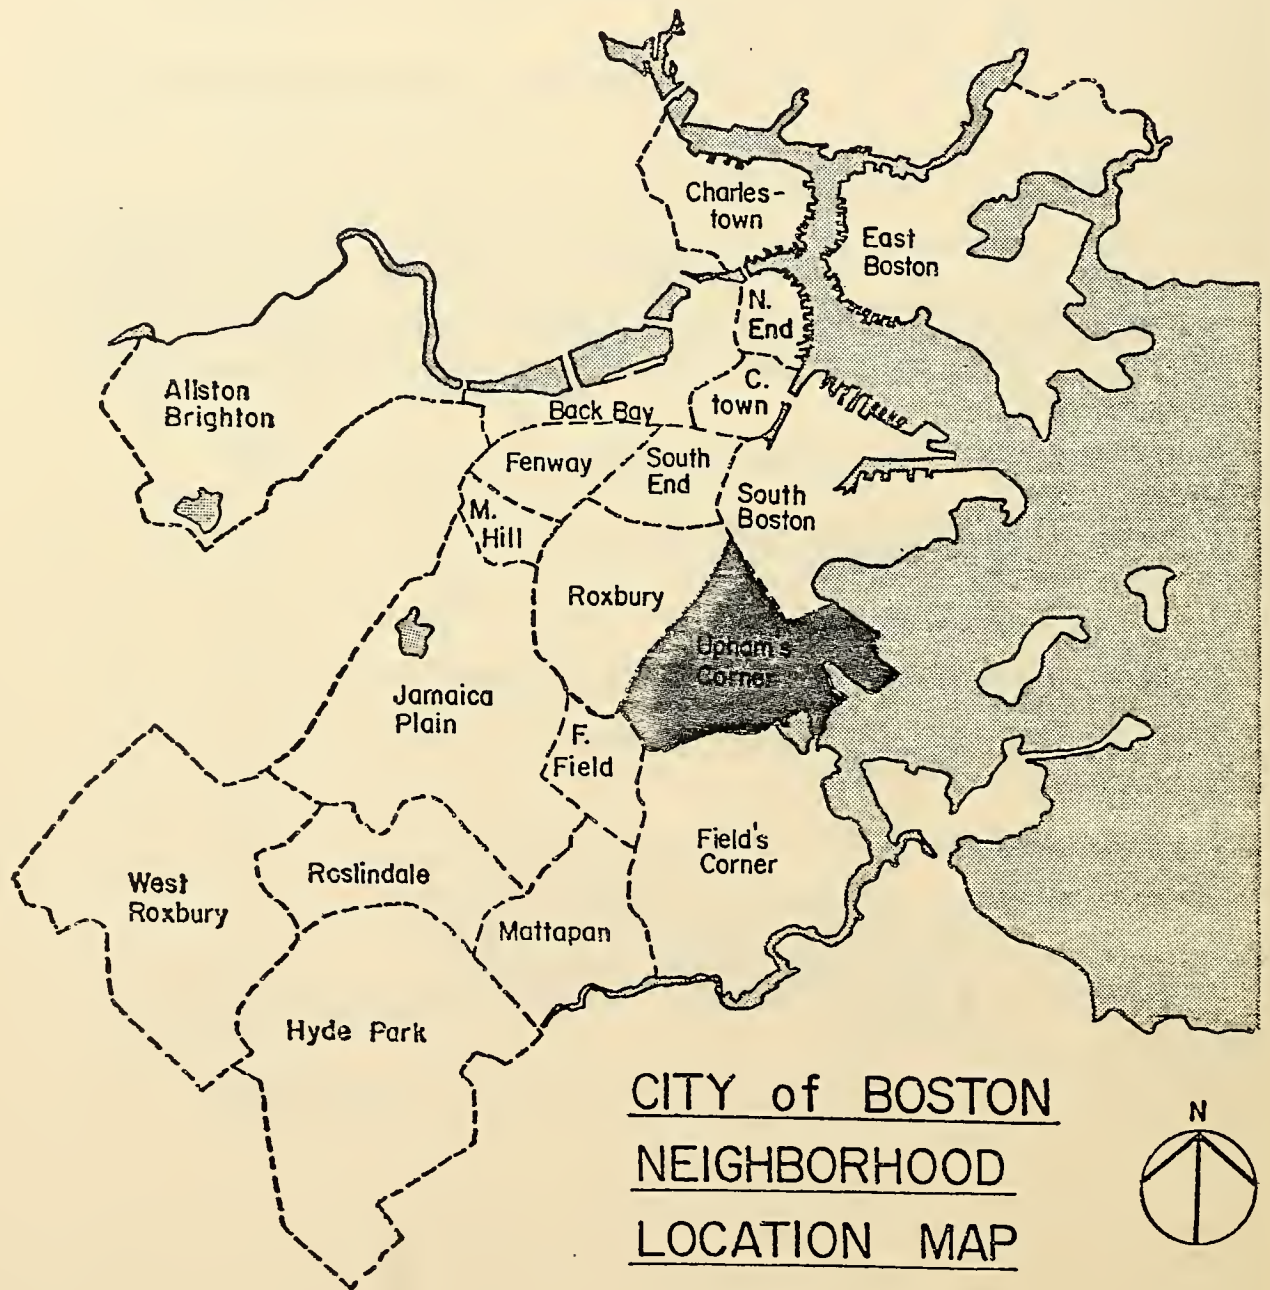 Charles-
town
East
Boston
N.
End
Allston
Brighton
C.
town
Back Bay
Fenway
South
End
South
Boston
M.
Hill
Roxbury
Upham's
Corner
Jamaica
Plain
F.
Field
Field's
Corner
West
Roxbury
Roslindale
Mattapan
Hyde Park
CITY of BOSTON
NEIGHBORHOOD
LOCATION MAP
N